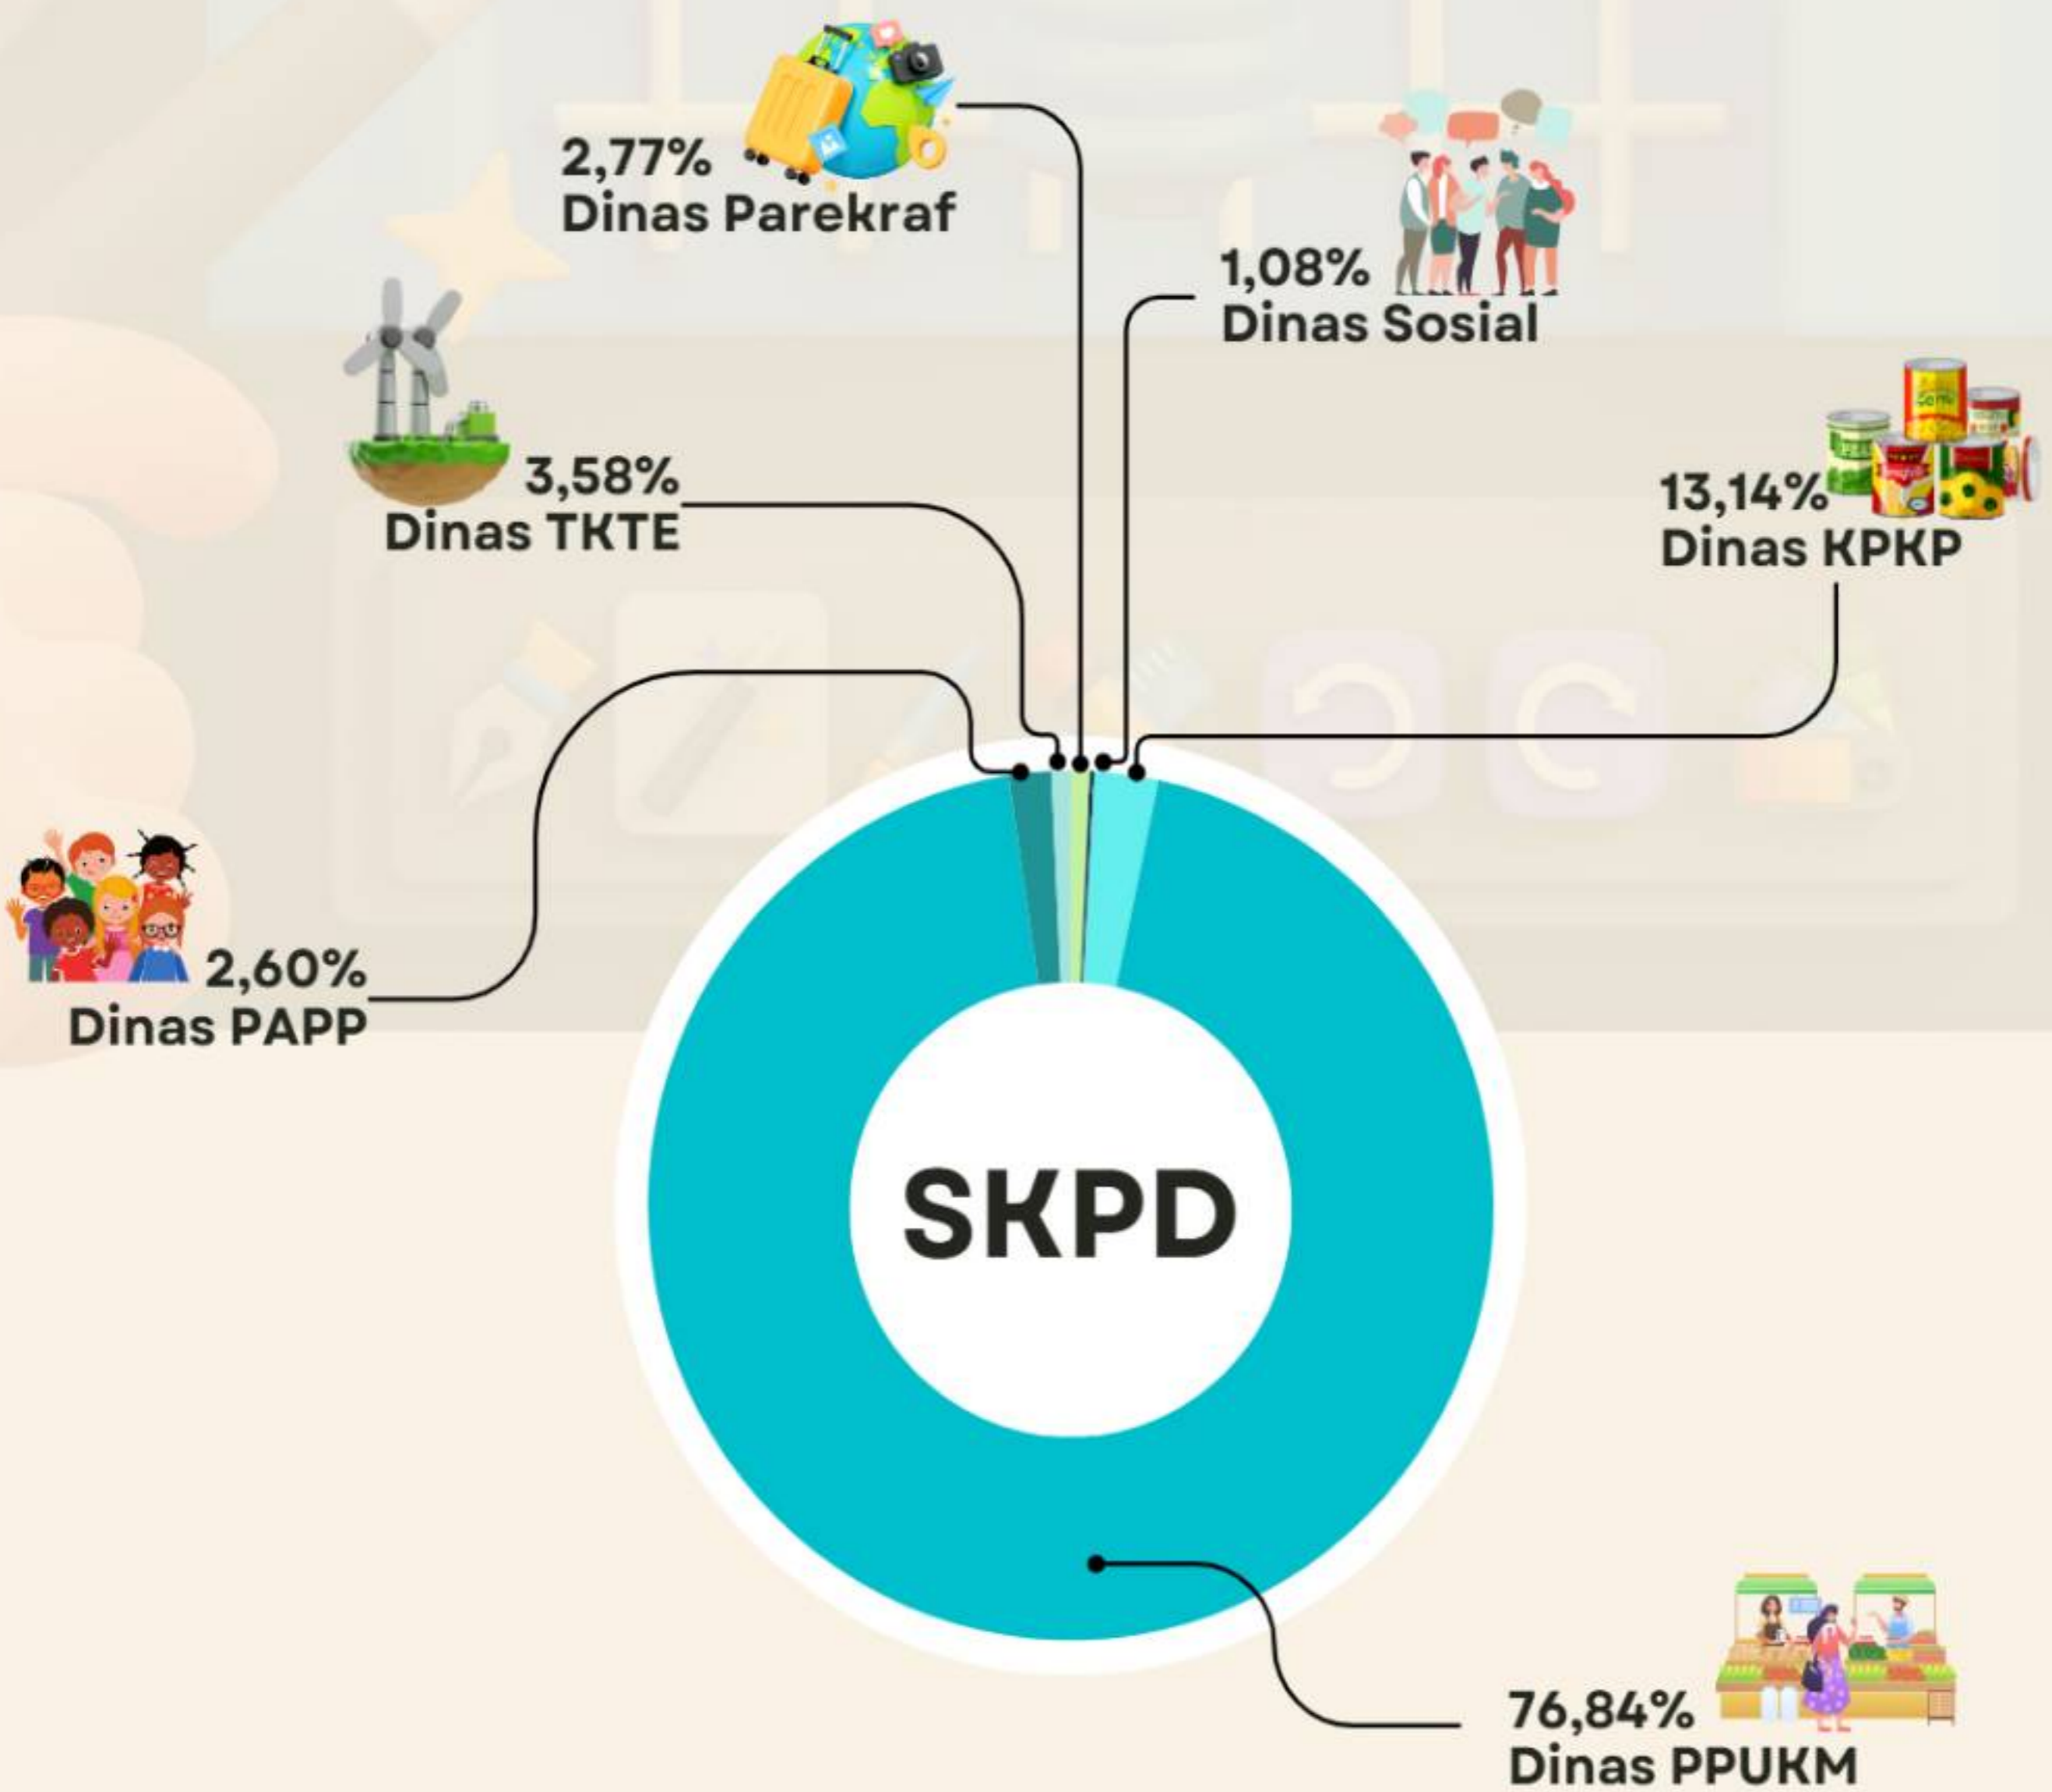 2,77%
Dinas Parekraf
1,08%
Dinas Sosial
3,58%
Dinas TKTE
13,14%
Dinas KPKP
2,60%
Dinas PAPP
SKPD
76,84%
Dinas PPUKM